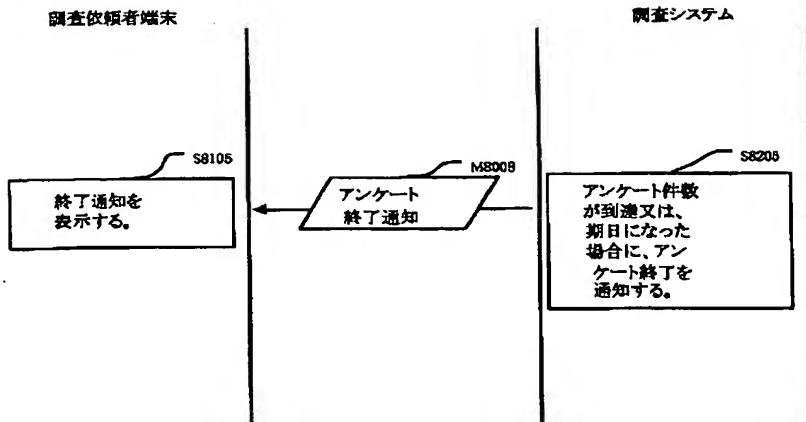 調査依頼者端末
調査システム
S8105
M8009
S8205
終了通知を
表示する。
アンケート
終了通知
アンケート件数
が到達又は、
期日になった
場合に、アン
ケート終了を
通知する。